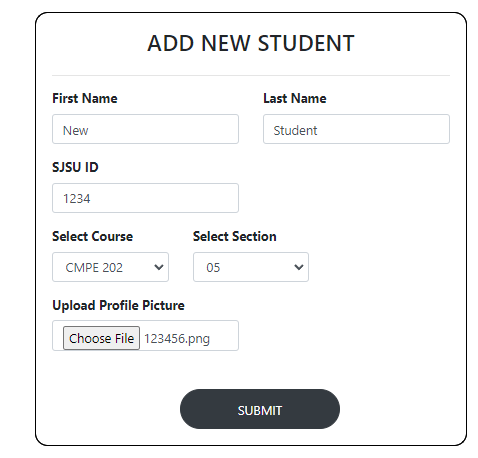 ADD NEW STUDENT
First Name Last Name
New Student
SJSU ID
1234
Select Course Select Section
CMPE 202 05
Upload Profile Picture
Choose File 123456.png
SUBMIT